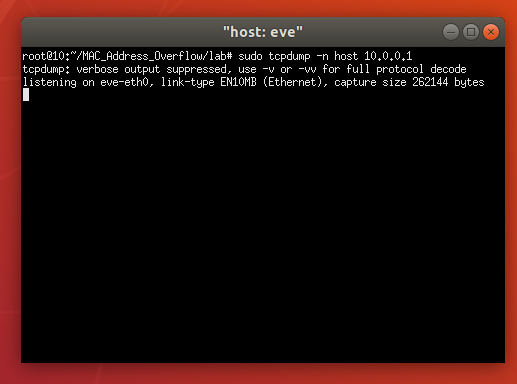 "host: eve"
root@10:~/MAC_Address_Overflow/lab# sudo tcpdump -n host 10.0.0.1
tcpdump: verbose output suppressed, use -v or -vv for full protocol decode
listening on eve-eth0, link-type EN10MB (Ethernet), capture size 262144 bytes